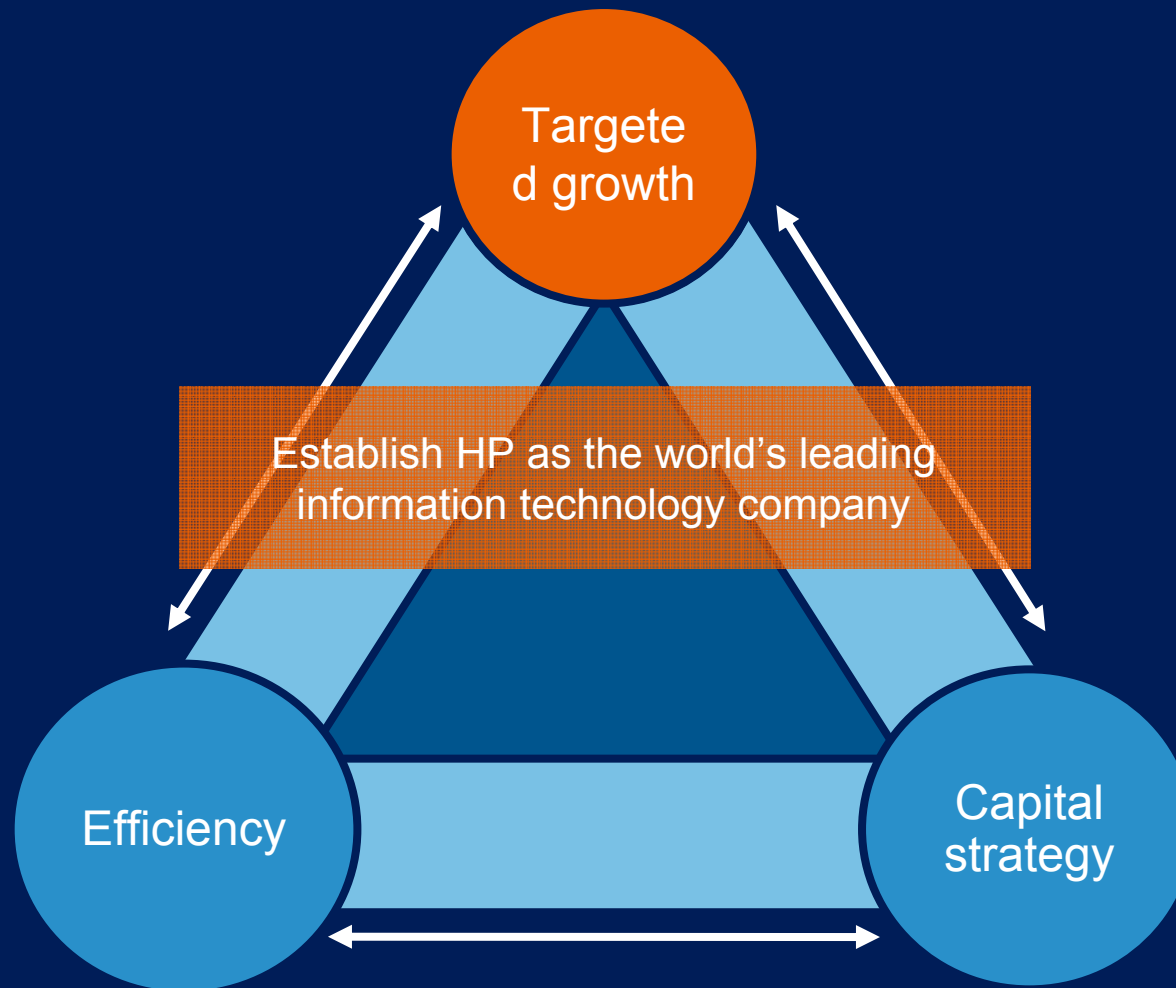 Targete
d growth
Establish HP as the world’s leading
information technology company
Efficiency
Capital
strategy